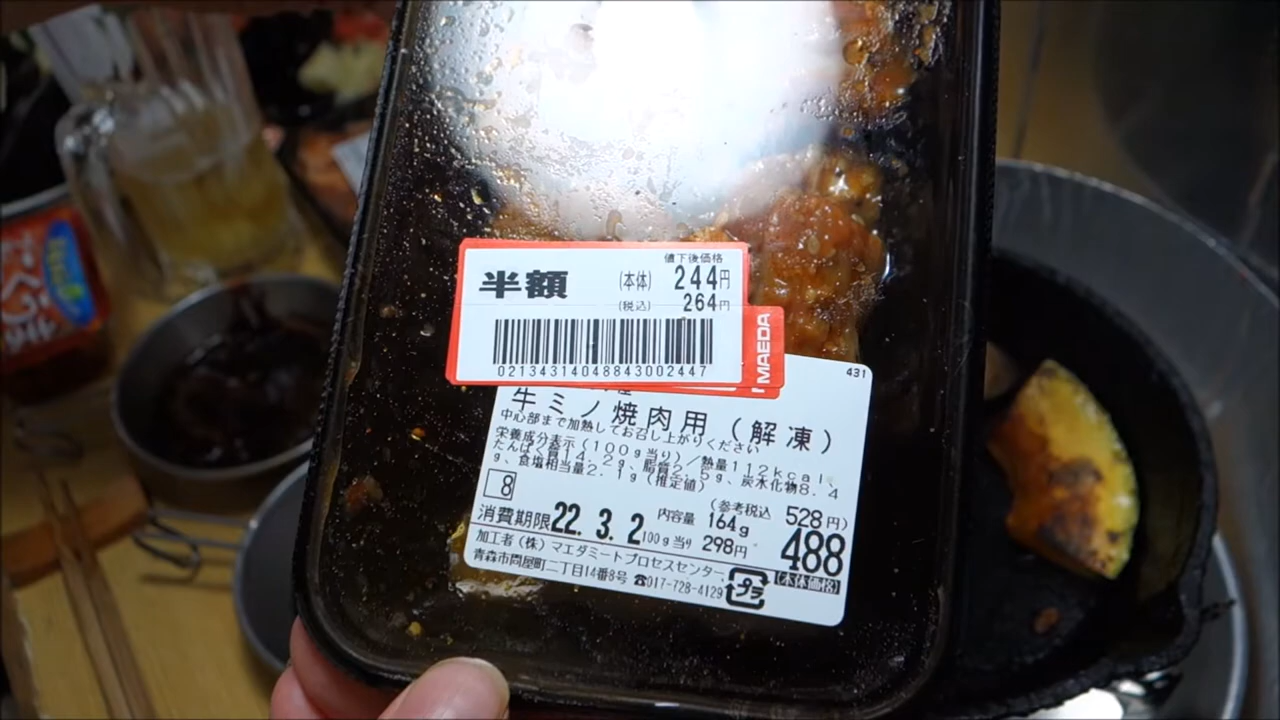 半額
値下後価格
(本体) 244円
(税込) 264円
02134314048843002447
MAEDA
431
牛ミノ焼肉用(解凍)
中心部まで加熱してお召し上がりください
栄養成分表示(100g当り)/熱量112kcal、
たんぱく質14.2g、脂質2.5g、炭水化物8.4
g、食塩相当量2.1g(推定値)
8
(参考税込 528円)
消費期限 22. 3. 2
内容量 164g
100g当り 298円
488
(本体価格)
加工者(株)マエダミートプロセスセンター
青森市問屋町二丁目14番8号 ☎017-728-4129
プラ